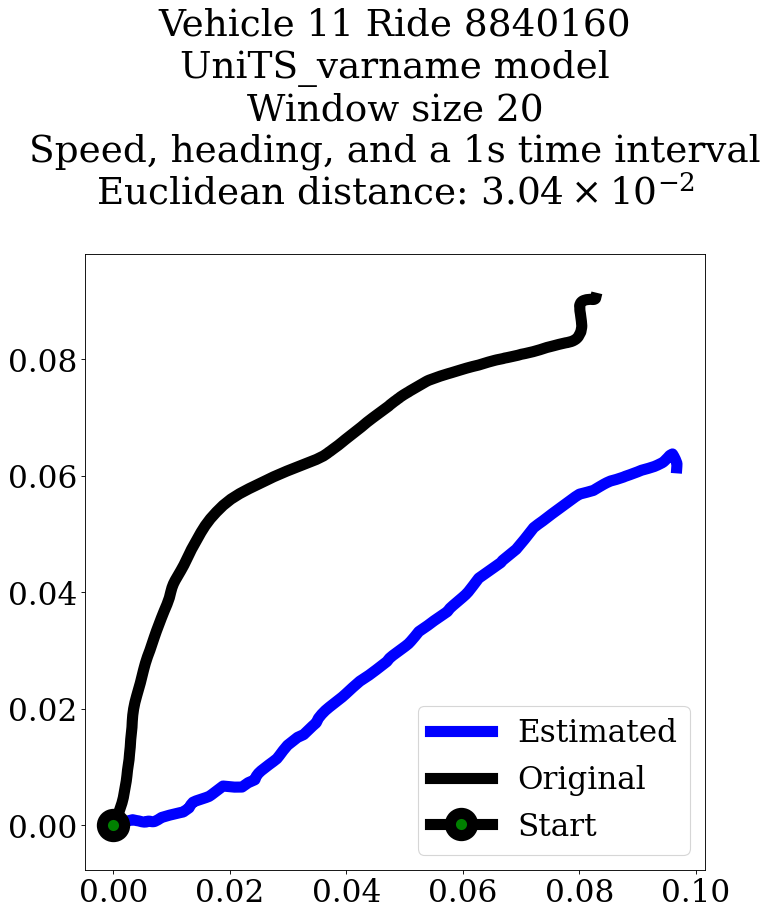 Vehicle 11 Ride 8840160
UniTS_varname model
Window size 20
Speed, heading, and a 1s time interval
Euclidean distance: 3.04 × 10⁻²
0.08
0.06
0.04
0.02
0.00
Estimated
Original
Start
0.00 0.02 0.04 0.06 0.08 0.10